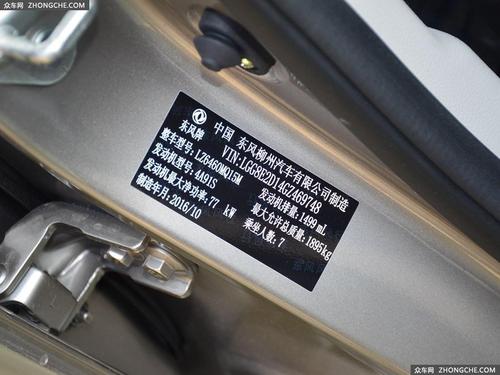 众车网 ZHONGCHE.COM
中国 东风柳州汽车有限公司制造
东风牌 VIN:LGG8E2D14GZ469748
整车型号: LZ6460MQ15M 发动机排量: 1499 mL
发动机型号: 4A91S 最大允许总质量: 1895kg
发动机最大净功率: 77 kW 乘坐人数: 7
制造年月: 2016/10
众车网 ZHONGCHE.COM